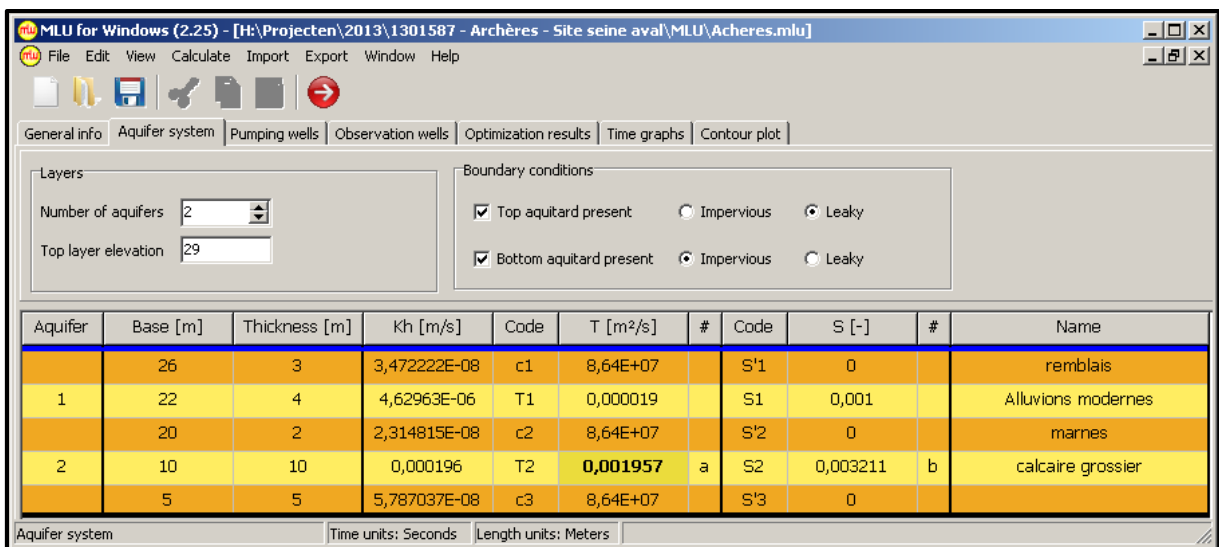 MLU for Windows (2.25) - [H:\Projecten\2013\1301587 - Archères - Site seine aval\MLU\Acheres.mlu]
File Edit View Calculate Import Export Window Help
General info Aquifer system Pumping wells Observation wells Optimization results Time graphs Contour plot
Layers
Number of aquifers 2
Top layer elevation 29
Boundary conditions
Top aquitard present Impervious Leaky
Bottom aquitard present Impervious Leaky
Aquifer Base [m] Thickness [m] Kh [m/s] Code T [m²/s] # Code S [-] # Name
26 3 3,472222E-08 c1 8,64E+07 S'1 0 remblais
1 22 4 4,62963E-06 T1 0,000019 S1 0,001 Alluvions modernes
20 2 2,314815E-08 c2 8,64E+07 S'2 0 marnes
2 10 10 0,000196 T2 0,001957 a S2 0,003211 b calcaire grossier
5 5 5,787037E-08 c3 8,64E+07 S'3 0
Aquifer system Time units: Seconds Length units: Meters